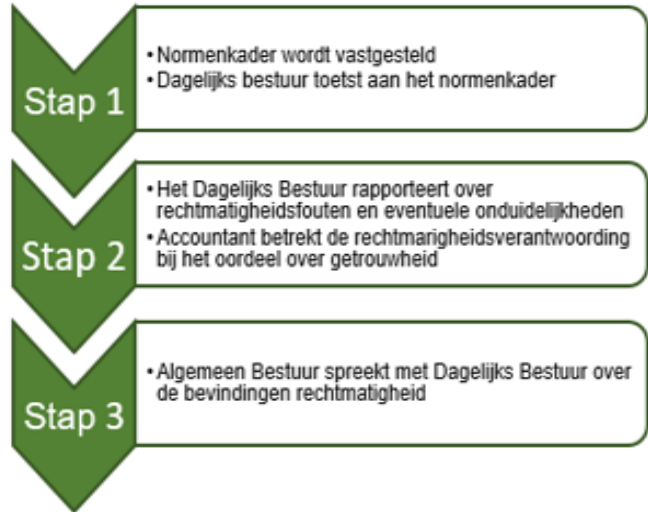 Stap 1
• Normenkader wordt vastgesteld
• Dagelijks bestuur toetst aan het normenkader
Stap 2
• Het Dagelijks Bestuur rapporteert over
rechtmatigheidsfouten en eventuele onduidelijkheden
• Accountant betrekt de rechtmarigheidsverantwoording
bij het oordeel over getrouwheid
Stap 3
• Algemeen Bestuur spreekt met Dagelijks Bestuur over
de bevindingen rechtmatigheid